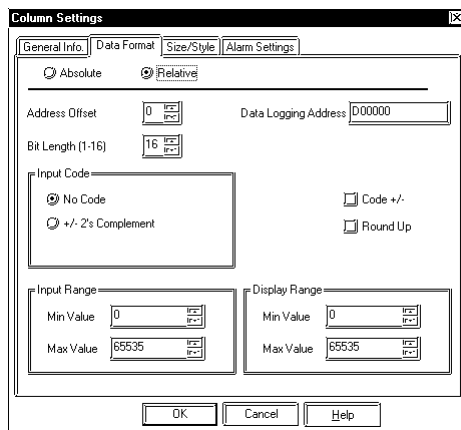 Column Settings
General Info. Data Format Size/Style Alarm Settings
Absolute Relative
Address Offset 0 Data Logging Address D00000
Bit Length (1-16) 16
Input Code
No Code Code +/-
+/- 2's Complement Round Up
Input Range Display Range
Min Value 0 Min Value 0
Max Value 65535 Max Value 65535
OK Cancel Help